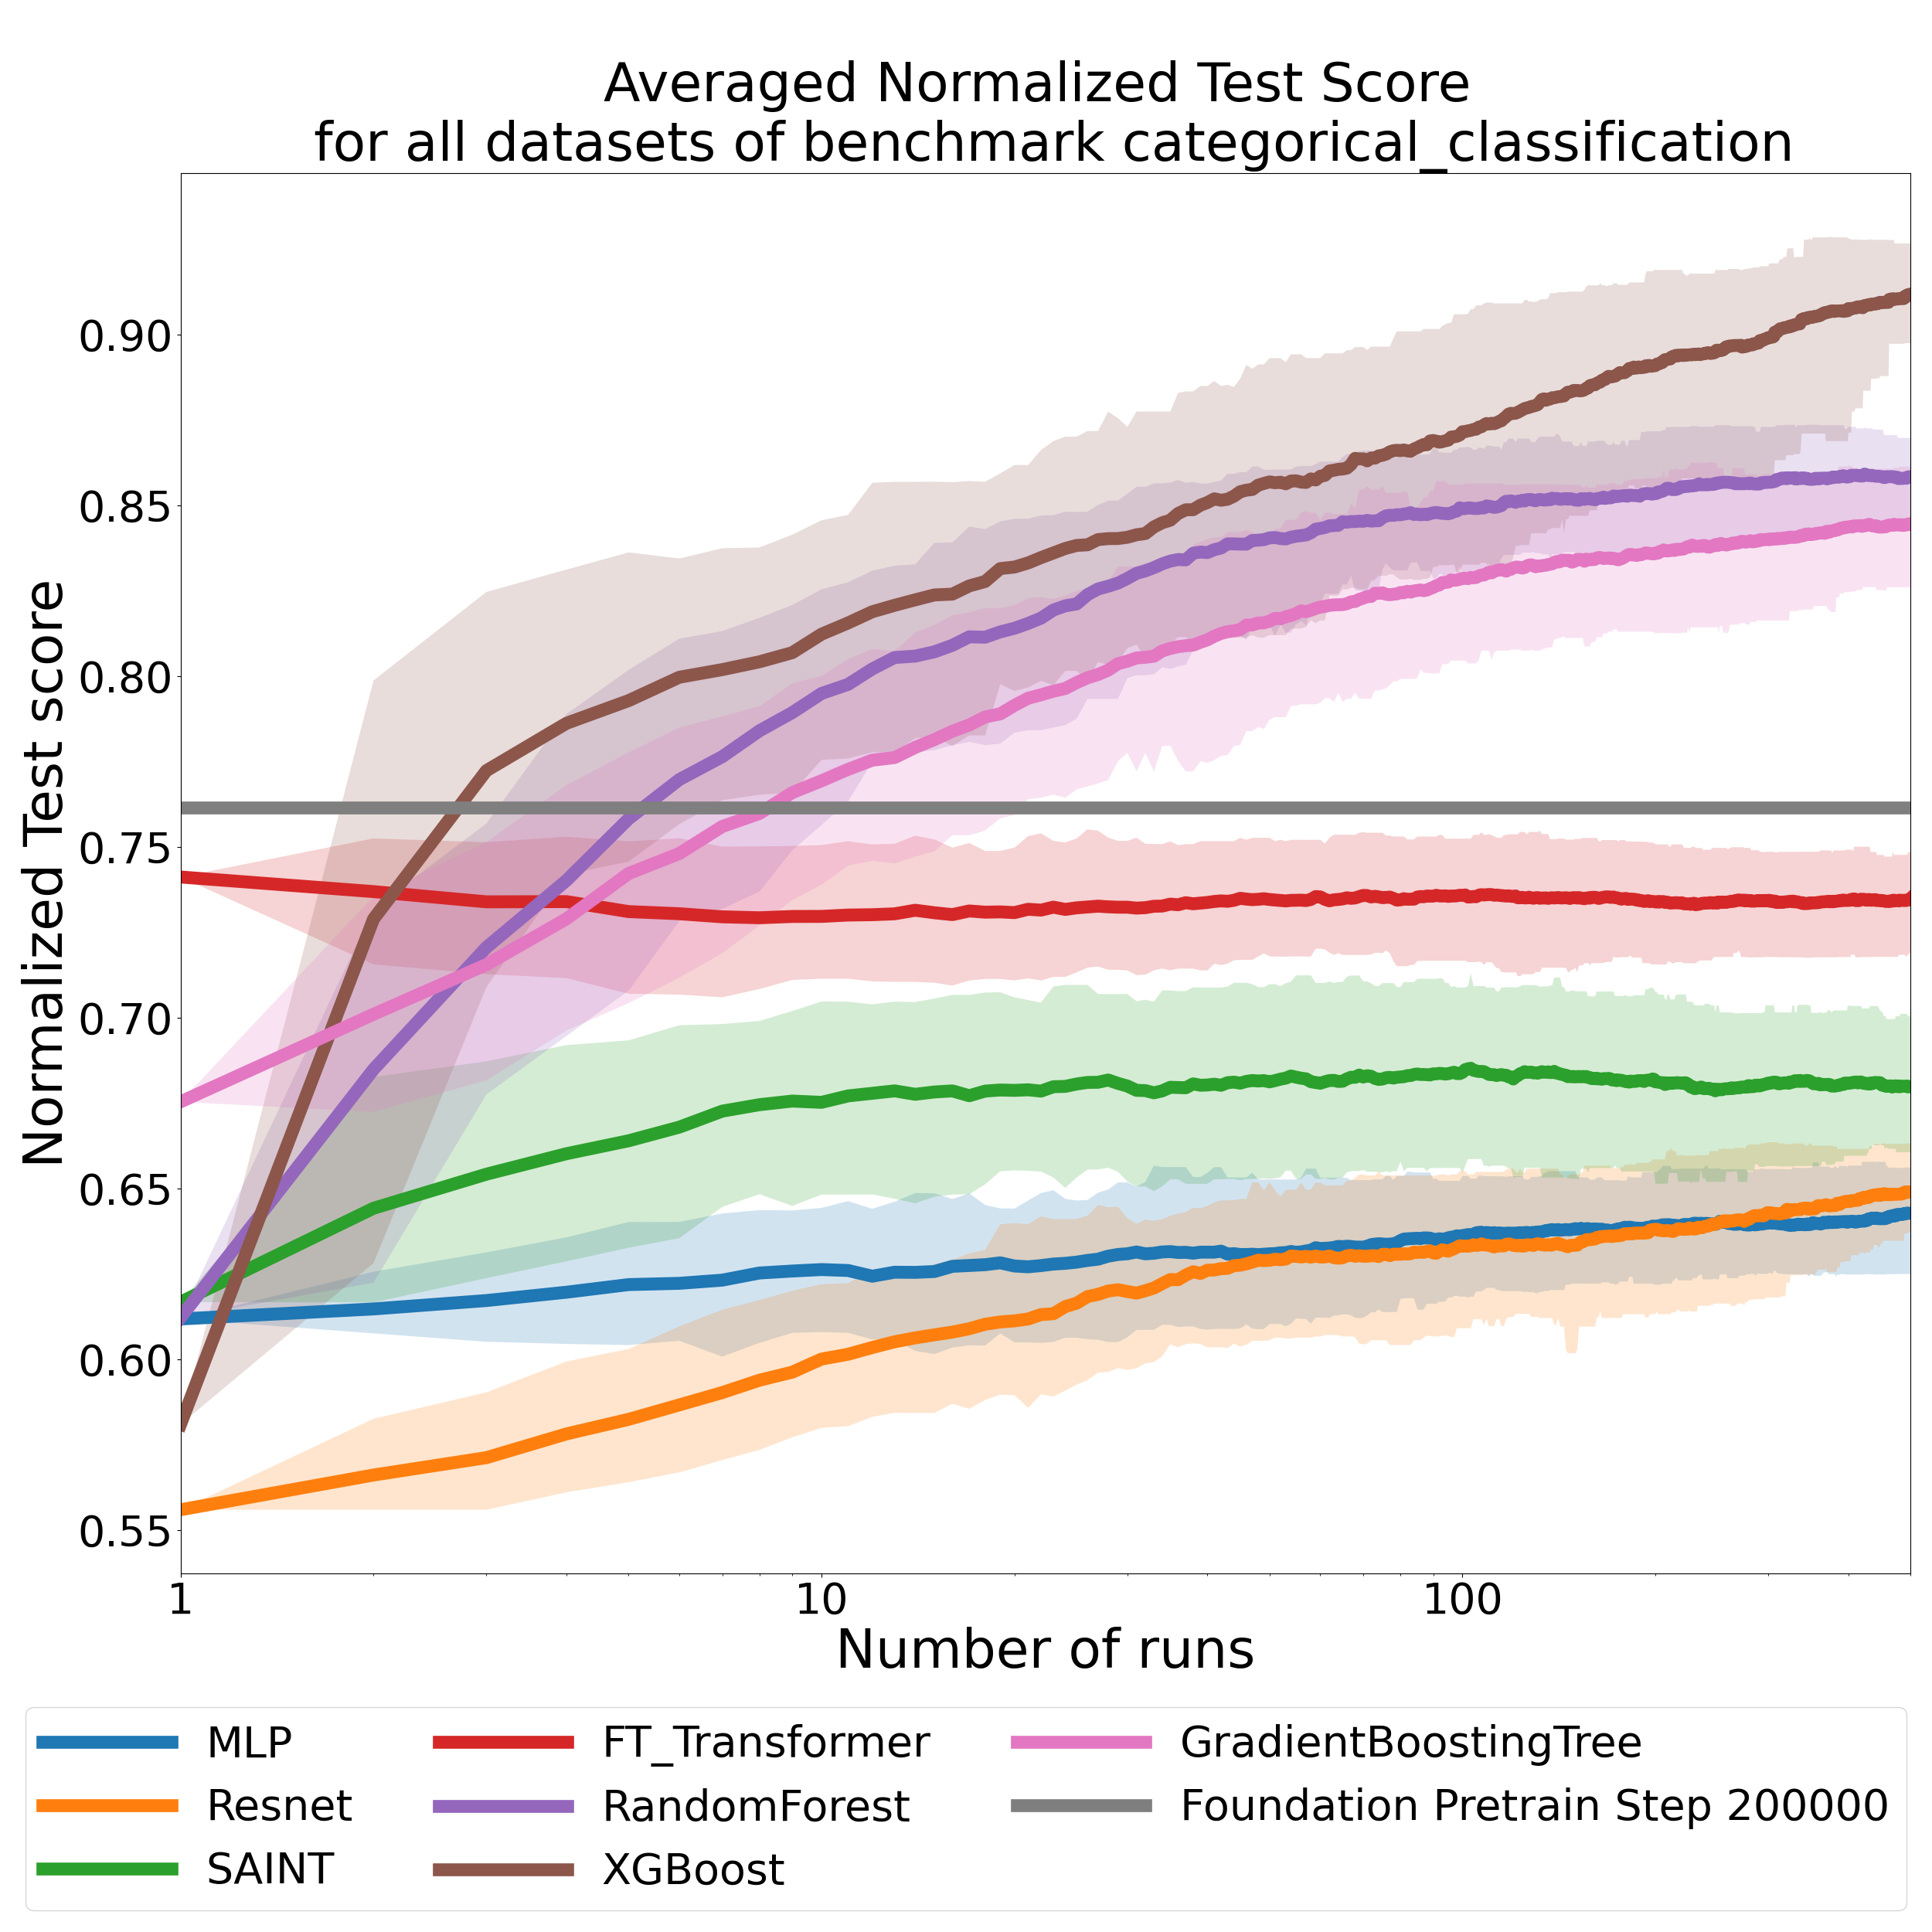 Averaged Normalized Test Score
for all datasets of benchmark categorical_classification
Normalized Test score
0.90
0.85
0.80
0.75
0.70
0.65
0.60
0.55
1
10
100
Number of runs
MLP
Resnet
SAINT
FT_Transformer
RandomForest
XGBoost
GradientBoostingTree
Foundation Pretrain Step 200000